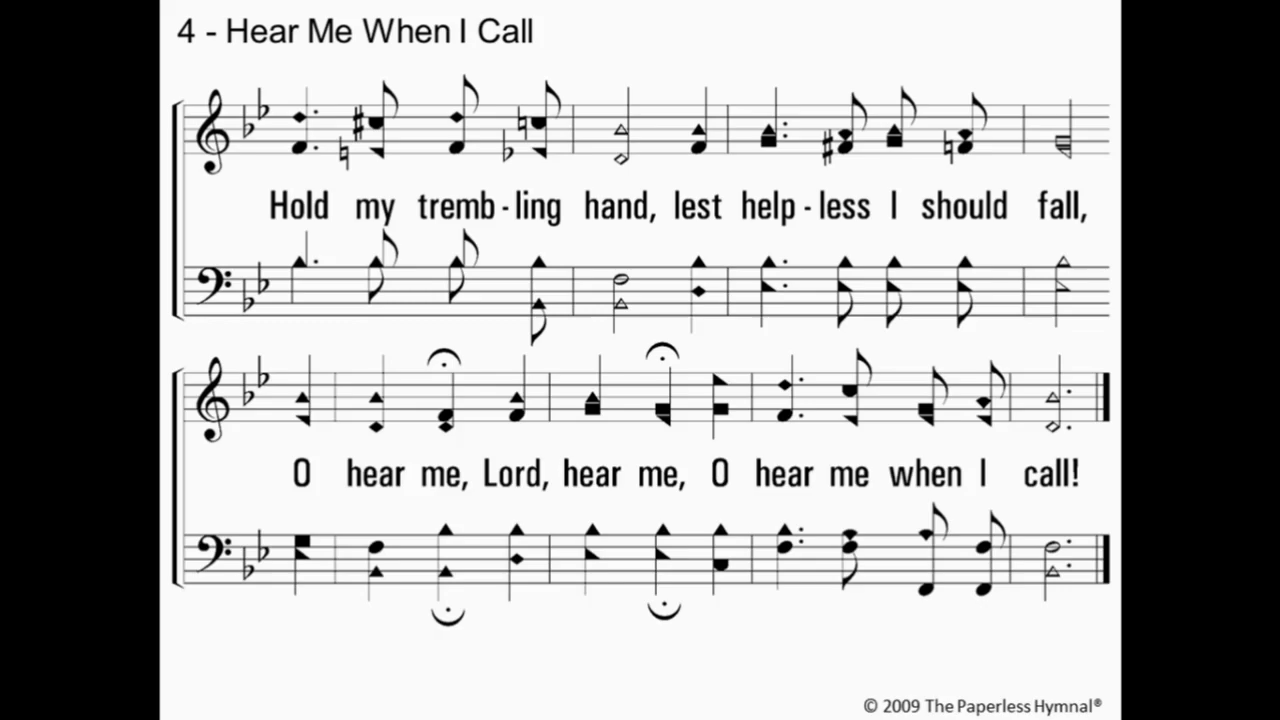 4 - Hear Me When I Call
Hold my tremb - ling hand, lest help - less I should fall,
O hear me, Lord, hear me, O hear me when I call!
© 2009 The Paperless Hymnal®